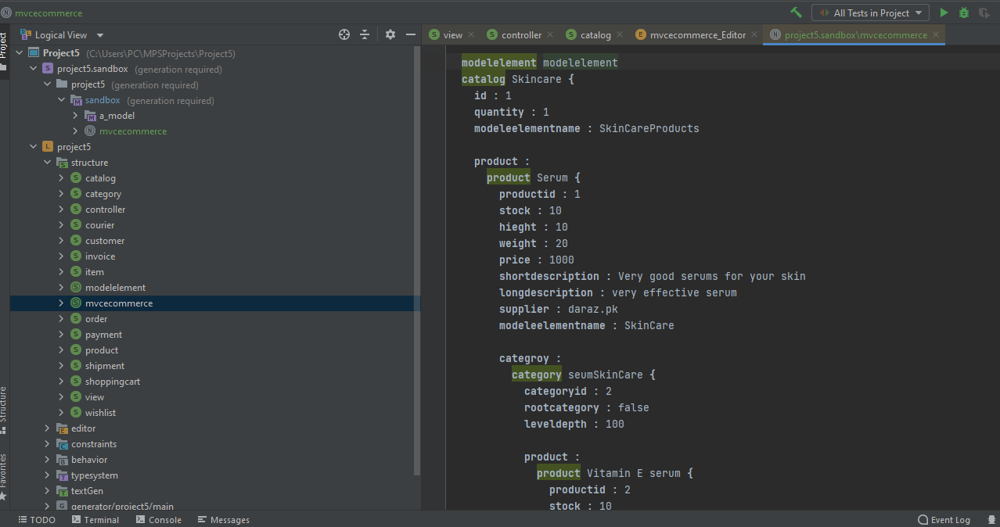 mvcecommerce
All Tests in Project
Project
Logical View
view
controller
catalog
mvcecommerce_Editor
project5.sandbox\mvcecommerce
Project5 (C:\Users\PC\MPSProjects\Project5)
project5.sandbox (generation required)
project5 (generation required)
sandbox (generation required)
a_model
mvcecommerce
project5
structure
catalog
category
controller
courier
customer
invoice
item
modelelement
mvcecommerce
order
payment
product
shipment
shoppingcart
view
wishlist
editor
constraints
behavior
typesystem
textGen
generator/project5/main
Structure
Favorites
modelelement modelelement
catalog Skincare {
id : 1
quantity : 1
modeleelementname : SkinCareProducts
product :
product Serum {
productid : 1
stock : 10
hieght : 10
weight : 20
price : 1000
shortdescription : Very good serums for your skin
longdescription : very effective serum
supplier : daraz.pk
modeleelementname : SkinCare
categroy :
category seumSkinCare {
categoryid : 2
rootcategory : false
leveldepth : 100
product :
product Vitamin E serum {
productid : 2
stock : 10
TODO
Terminal
Console
Messages
Event Log